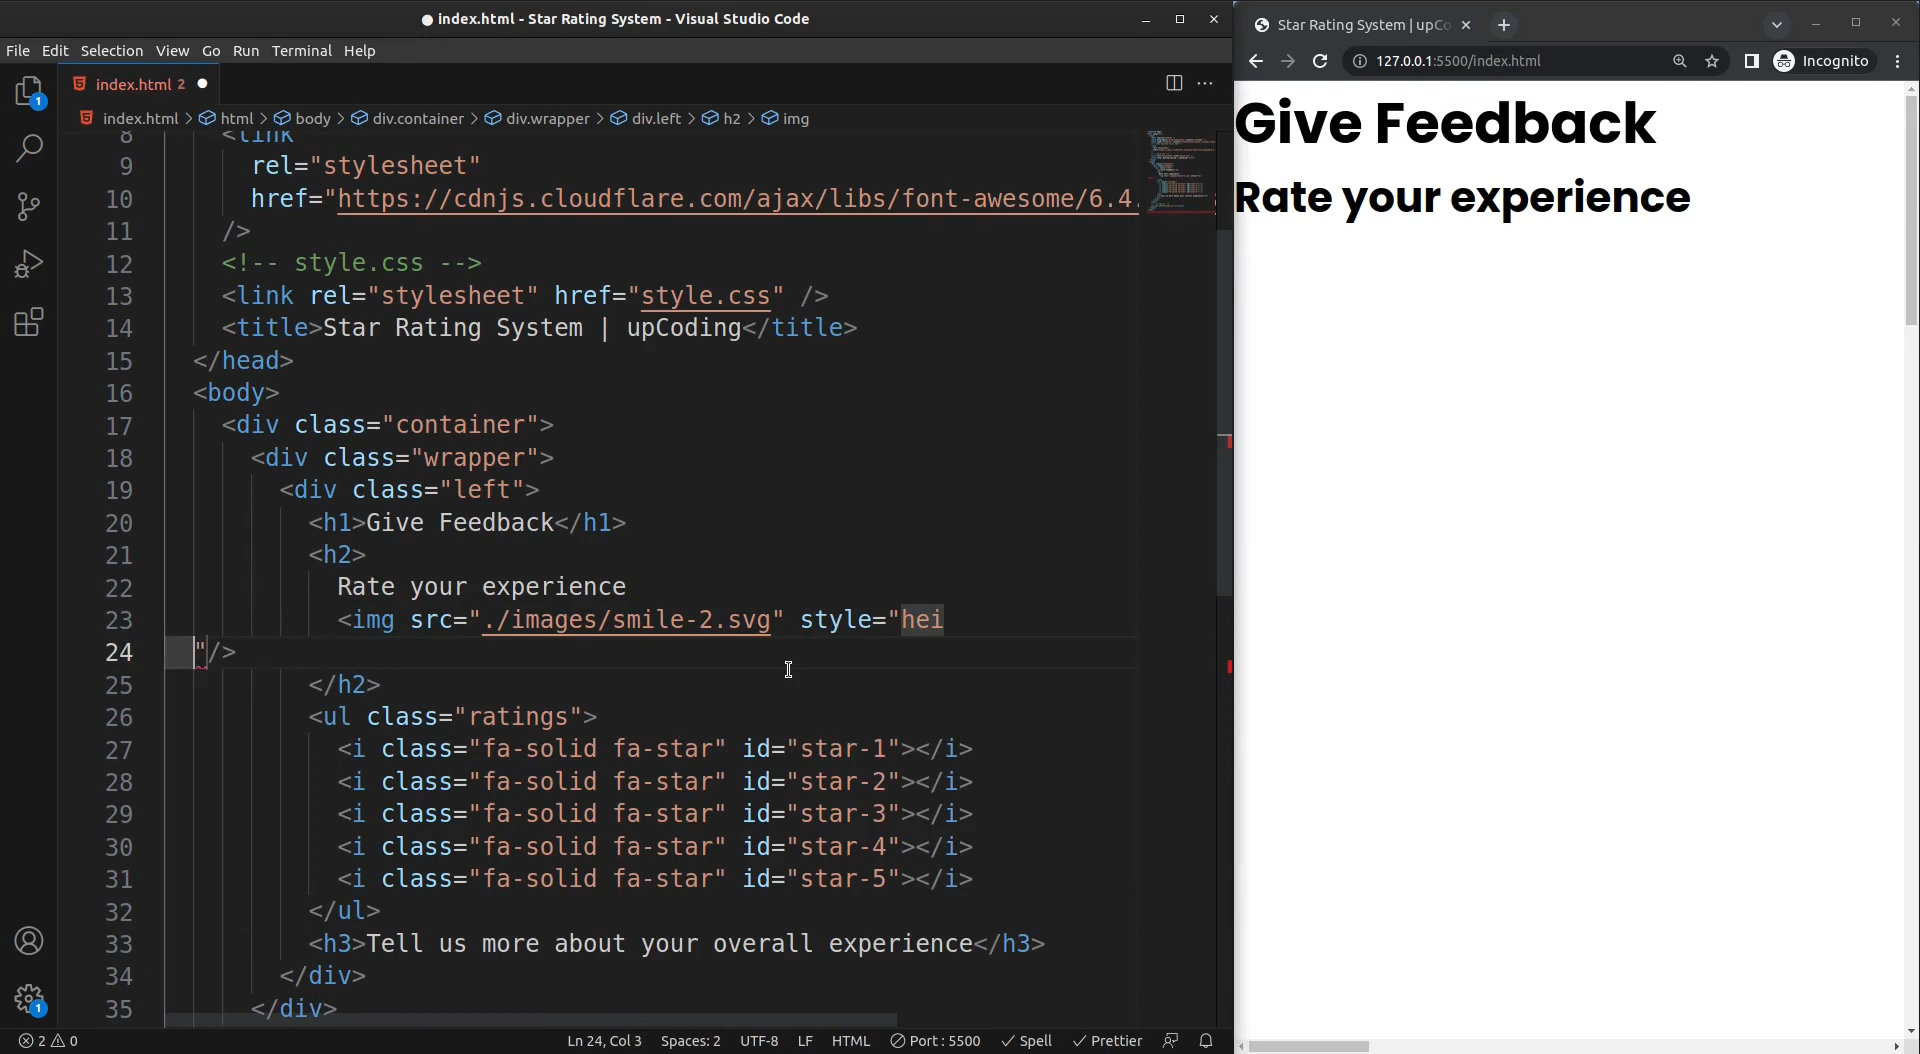 index.html - Star Rating System - Visual Studio Code
File Edit Selection View Go Run Terminal Help
index.html 2
index.html > html > body > div.container > div.wrapper > div.left > h2 > img
8 <link
9 rel="stylesheet"
10 href="https://cdnjs.cloudflare.com/ajax/libs/font-awesome/6.4.
11 />
12 <!-- style.css -->
13 <link rel="stylesheet" href="style.css" />
14 <title>Star Rating System | upCoding</title>
15 </head>
16 <body>
17 <div class="container">
18 <div class="wrapper">
19 <div class="left">
20 <h1>Give Feedback</h1>
21 <h2>
22 Rate your experience
23 <img src="./images/smile-2.svg" style="hei
24 "/>
25 </h2>
26 <ul class="ratings">
27 <i class="fa-solid fa-star" id="star-1"></i>
28 <i class="fa-solid fa-star" id="star-2"></i>
29 <i class="fa-solid fa-star" id="star-3"></i>
30 <i class="fa-solid fa-star" id="star-4"></i>
31 <i class="fa-solid fa-star" id="star-5"></i>
32 </ul>
33 <h3>Tell us more about your overall experience</h3>
34 </div>
35 </div>
1
1
2 0 Ln 24, Col 3 Spaces: 2 UTF-8 LF HTML Port : 5500 Spell Prettier
Star Rating System | upCo
127.0.0.1:5500/index.html Incognito
Give Feedback
Rate your experience